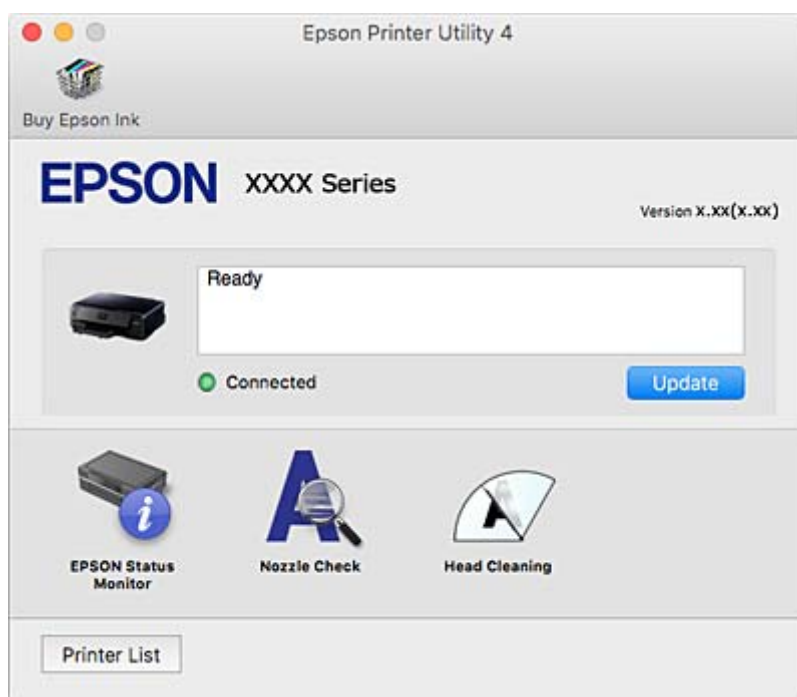 Epson Printer Utility 4
Buy Epson Ink
EPSON XXXX Series
Version X.XX(X.XX)
Ready
Connected
Update
EPSON Status
Monitor
Nozzle Check
Head Cleaning
Printer List